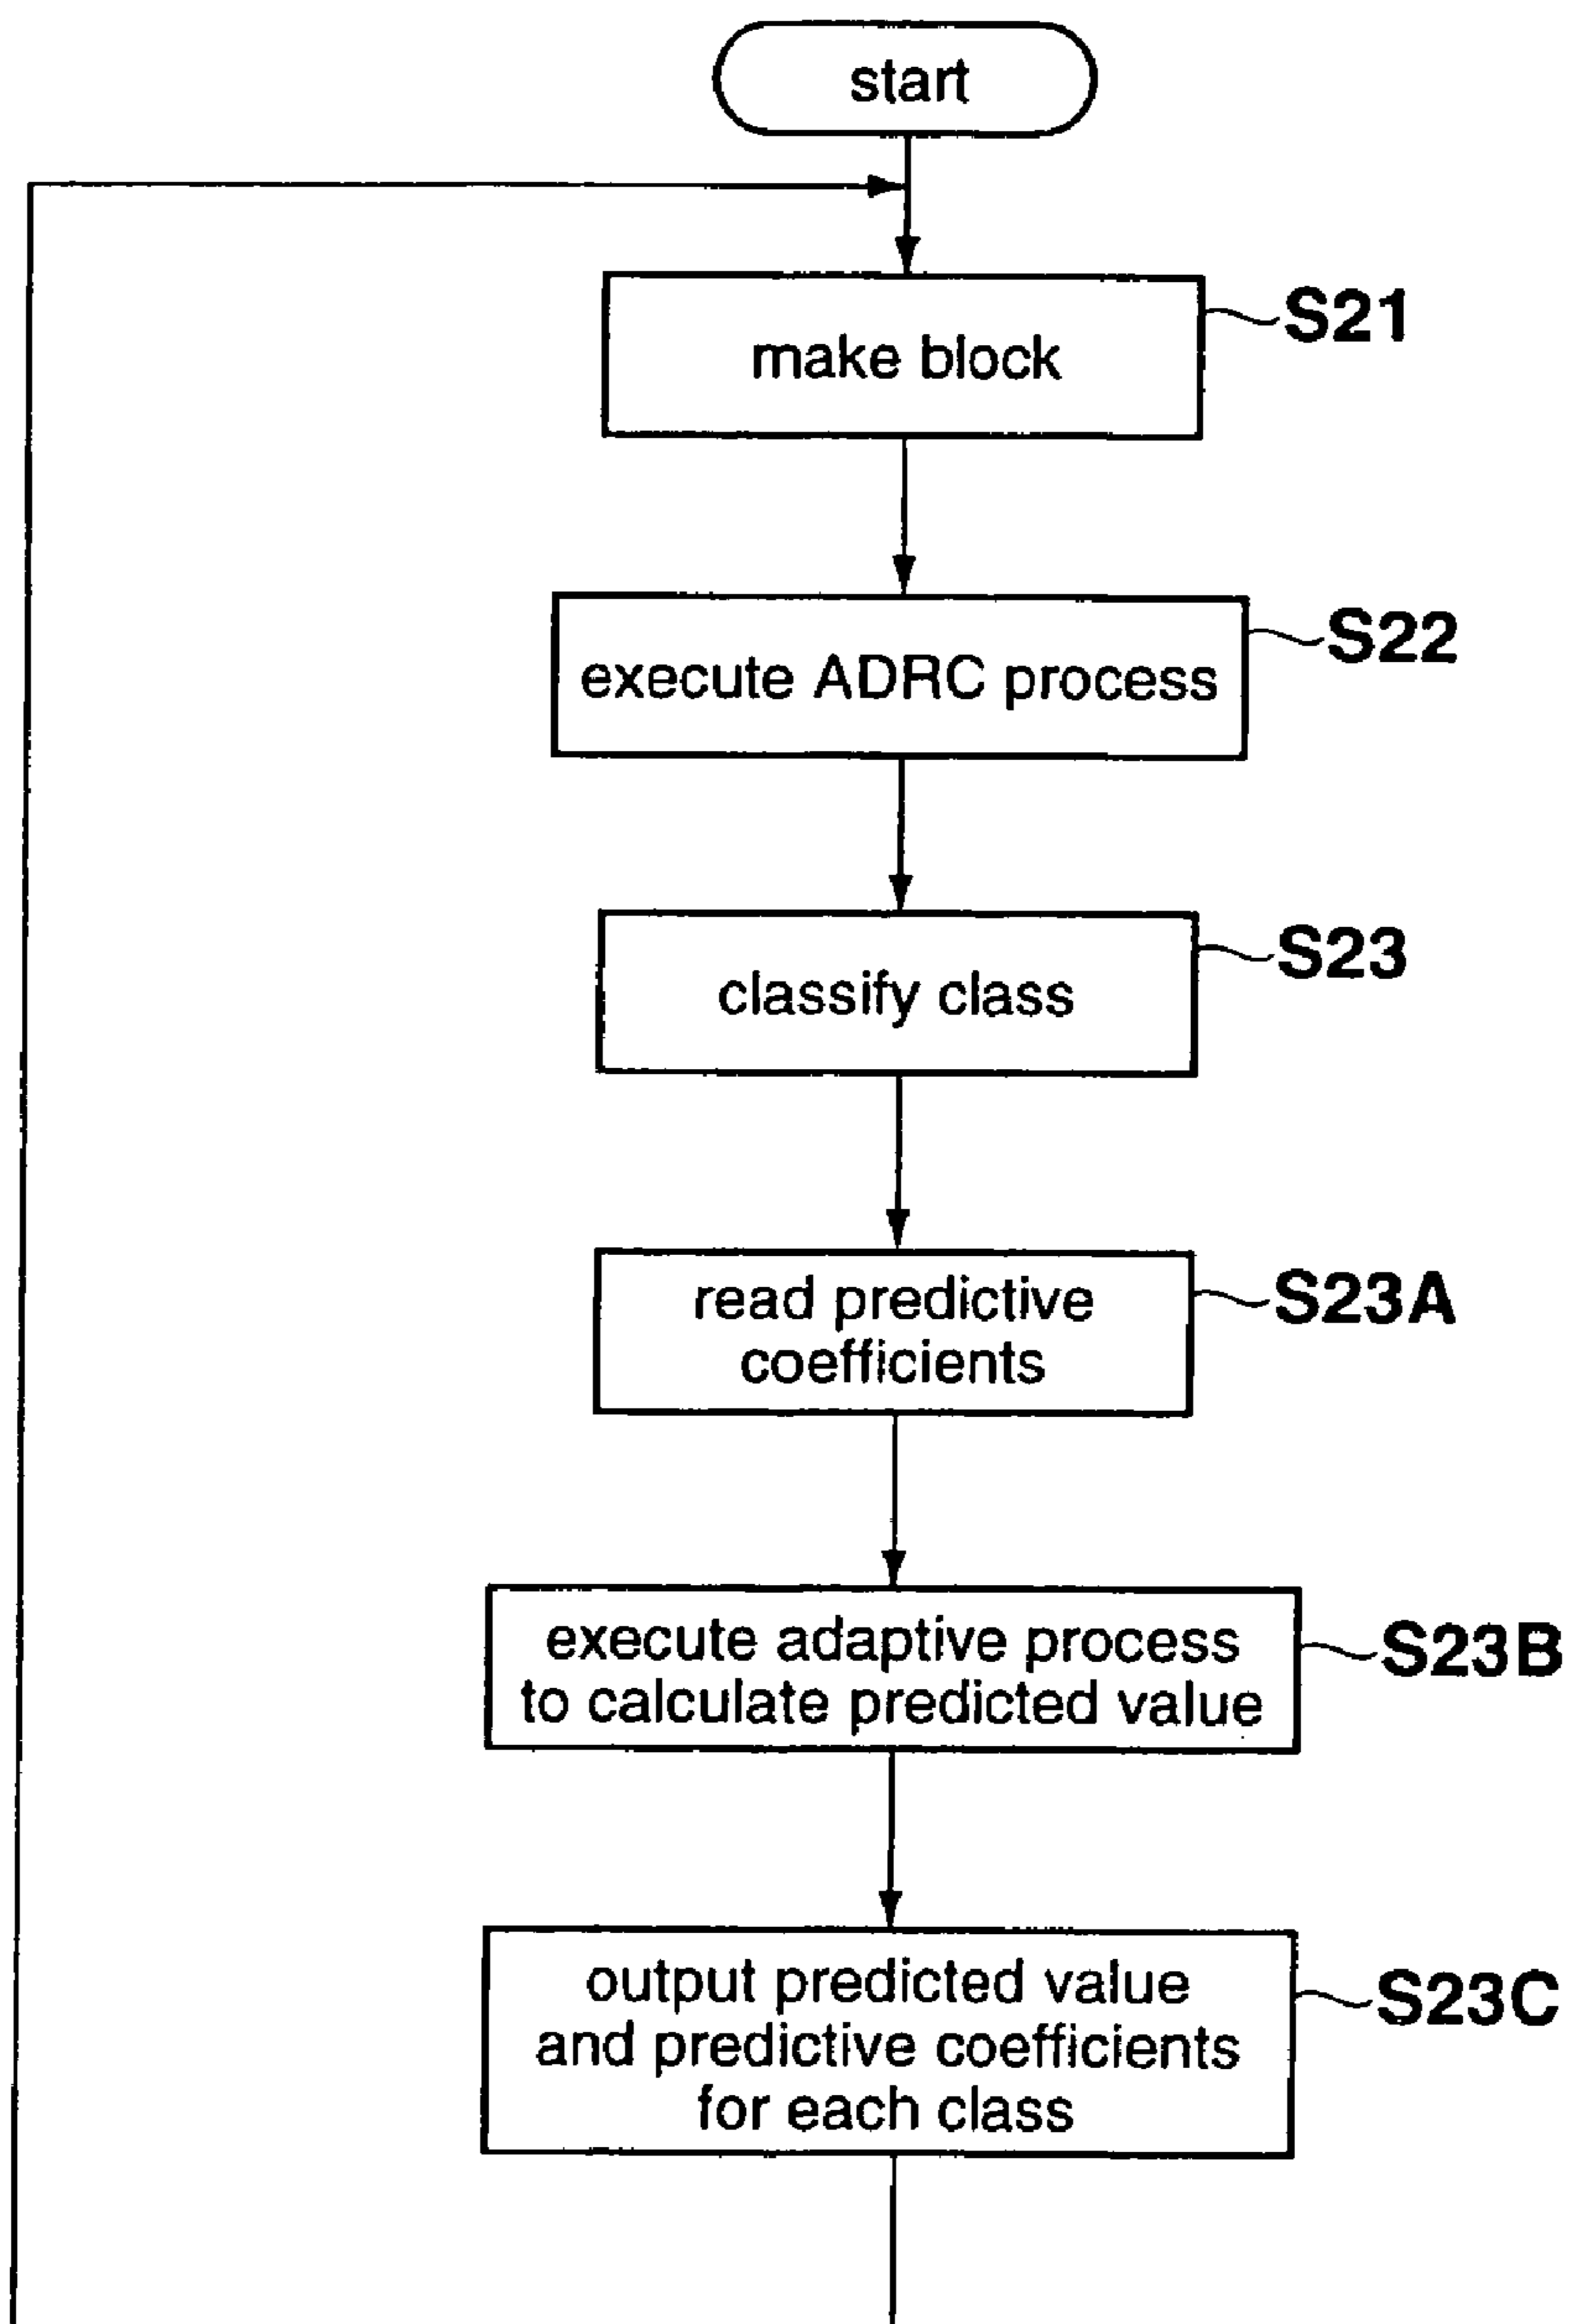 start
make block
S21
execute ADRC process
S22
classify class
S23
read predictive
coefficients
S23A
execute adaptive process
to calculate predicted value
S23B
output predicted value
and predictive coefficients
for each class
S23C